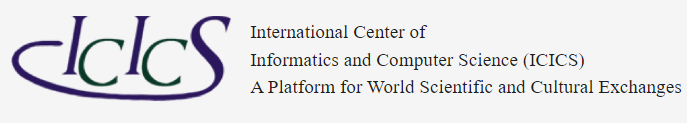 ICICS
International Center of
Informatics and Computer Science (ICICS)
A Platform for World Scientific and Cultural Exchanges